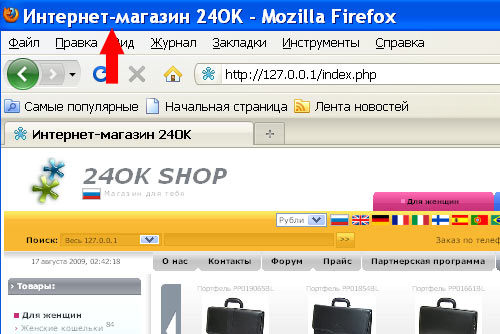 Интернет-магазин 24OK - Mozilla Firefox
Файл Правка Вид Журнал Закладки Инструменты Справка
http://127.0.0.1/index.php
Самые популярные Начальная страница Лента новостей
Интернет-магазин 24OK
24OK SHOP
Магазин для тебя
Для женщин
Рубли
Поиск: Весь 127.0.0.1 >> Заказ по телеф
17 августа 2009, 02:42:18 О нас Контакты Форум Прайс Партнерская программа
Товары:
Портфель PP01906SBL Портфель PP01854BL Портфель PP01661BL
Для женщин
Женские кошельки 84